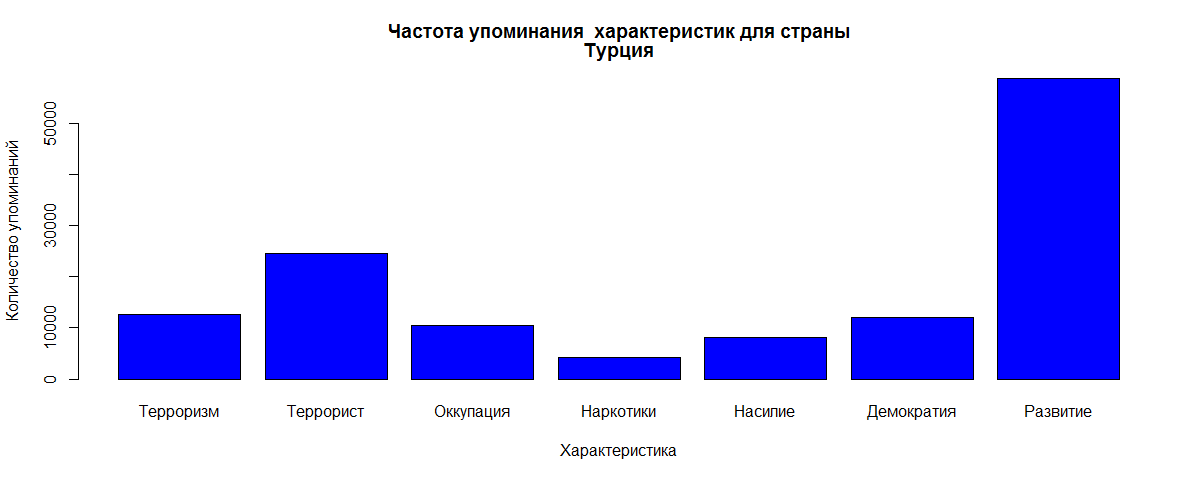 Частота упоминания  характеристик для страны
Турция
Количество упоминаний
50000
30000
10000
0
Терроризм Террорист Оккупация Наркотики Насилие Демократия Развитие
Характеристика